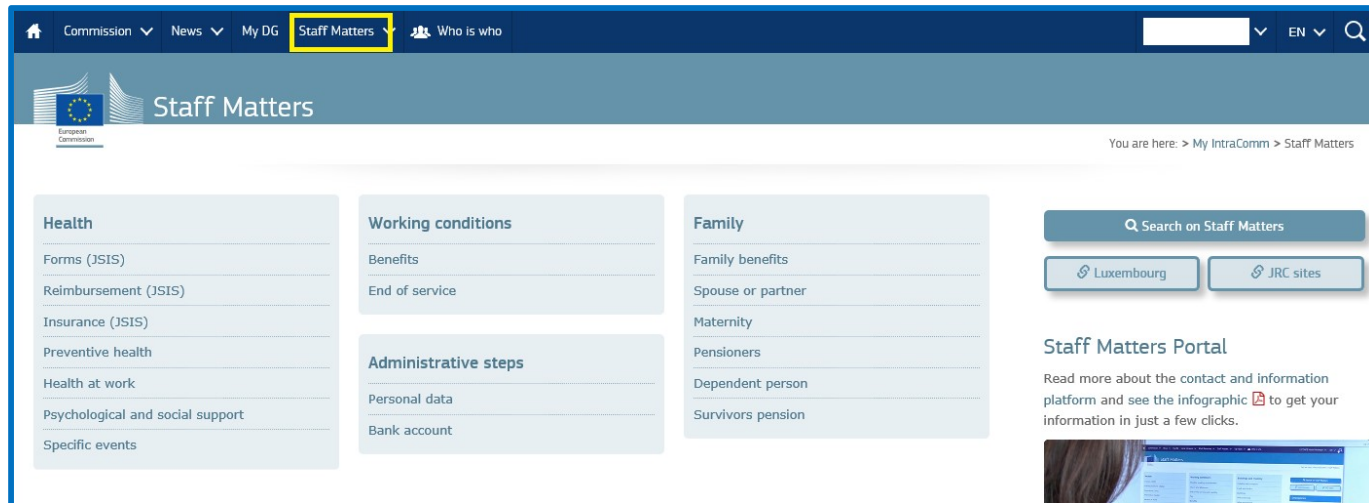 Commission News My DG Staff Matters Who is who EN
Staff Matters
European
Commission
You are here: > My IntraComm > Staff Matters
Health
Forms (JSIS)
Reimbursement (JSIS)
Insurance (JSIS)
Preventive health
Health at work
Psychological and social support
Specific events
Working conditions
Benefits
End of service
Administrative steps
Personal data
Bank account
Family
Family benefits
Spouse or partner
Maternity
Pensioners
Dependent person
Survivors pension
Search on Staff Matters
Luxembourg JRC sites
Staff Matters Portal
Read more about the contact and information
platform and see the infographic to get your
information in just a few clicks.